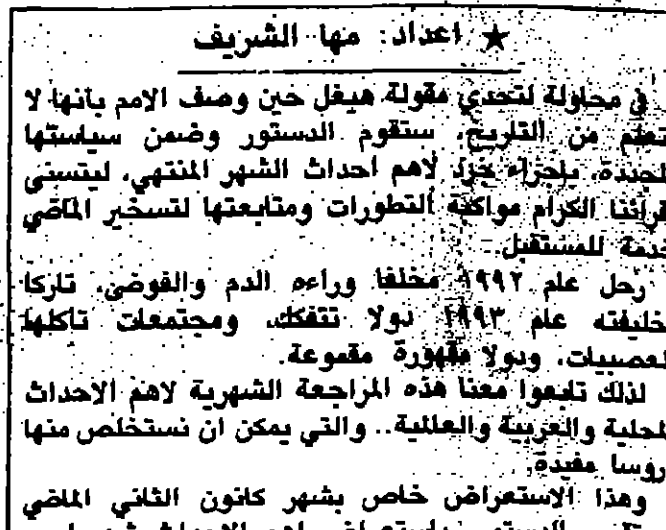 ★ اعداد: مها الشريف
في محاولة لتحدي مقولة هيغل حين وصف الامم بانها لا
تتعلم من التاريخ، ستقوم الدستور وضمن سياستها
الجديدة، بإجراء جرد لاهم احداث الشهر المنتهي، ليتسنى
لقرائنا الكرام مواكبة التطورات ومتابعتها لتسخير الماضي
خدمة للمستقبل.
رحل عام ١٩٩٢ مخلفا وراءه الدم والفوضى، تاركا
لخليفته عام ١٩٩٣ دولا تتفكك، ومجتمعات تأكلها
العصبيات، ودولا مقهورة مقموعة.
لذلك تابعوا معنا هذه المراجعة الشهرية لاهم الاحداث
المحلية والعربية والعالمية.. والتي يمكن ان نستخلص منها
دروسا مفيدة.
وهذا الاستعراض خاص بشهر كانون الثاني الماضي